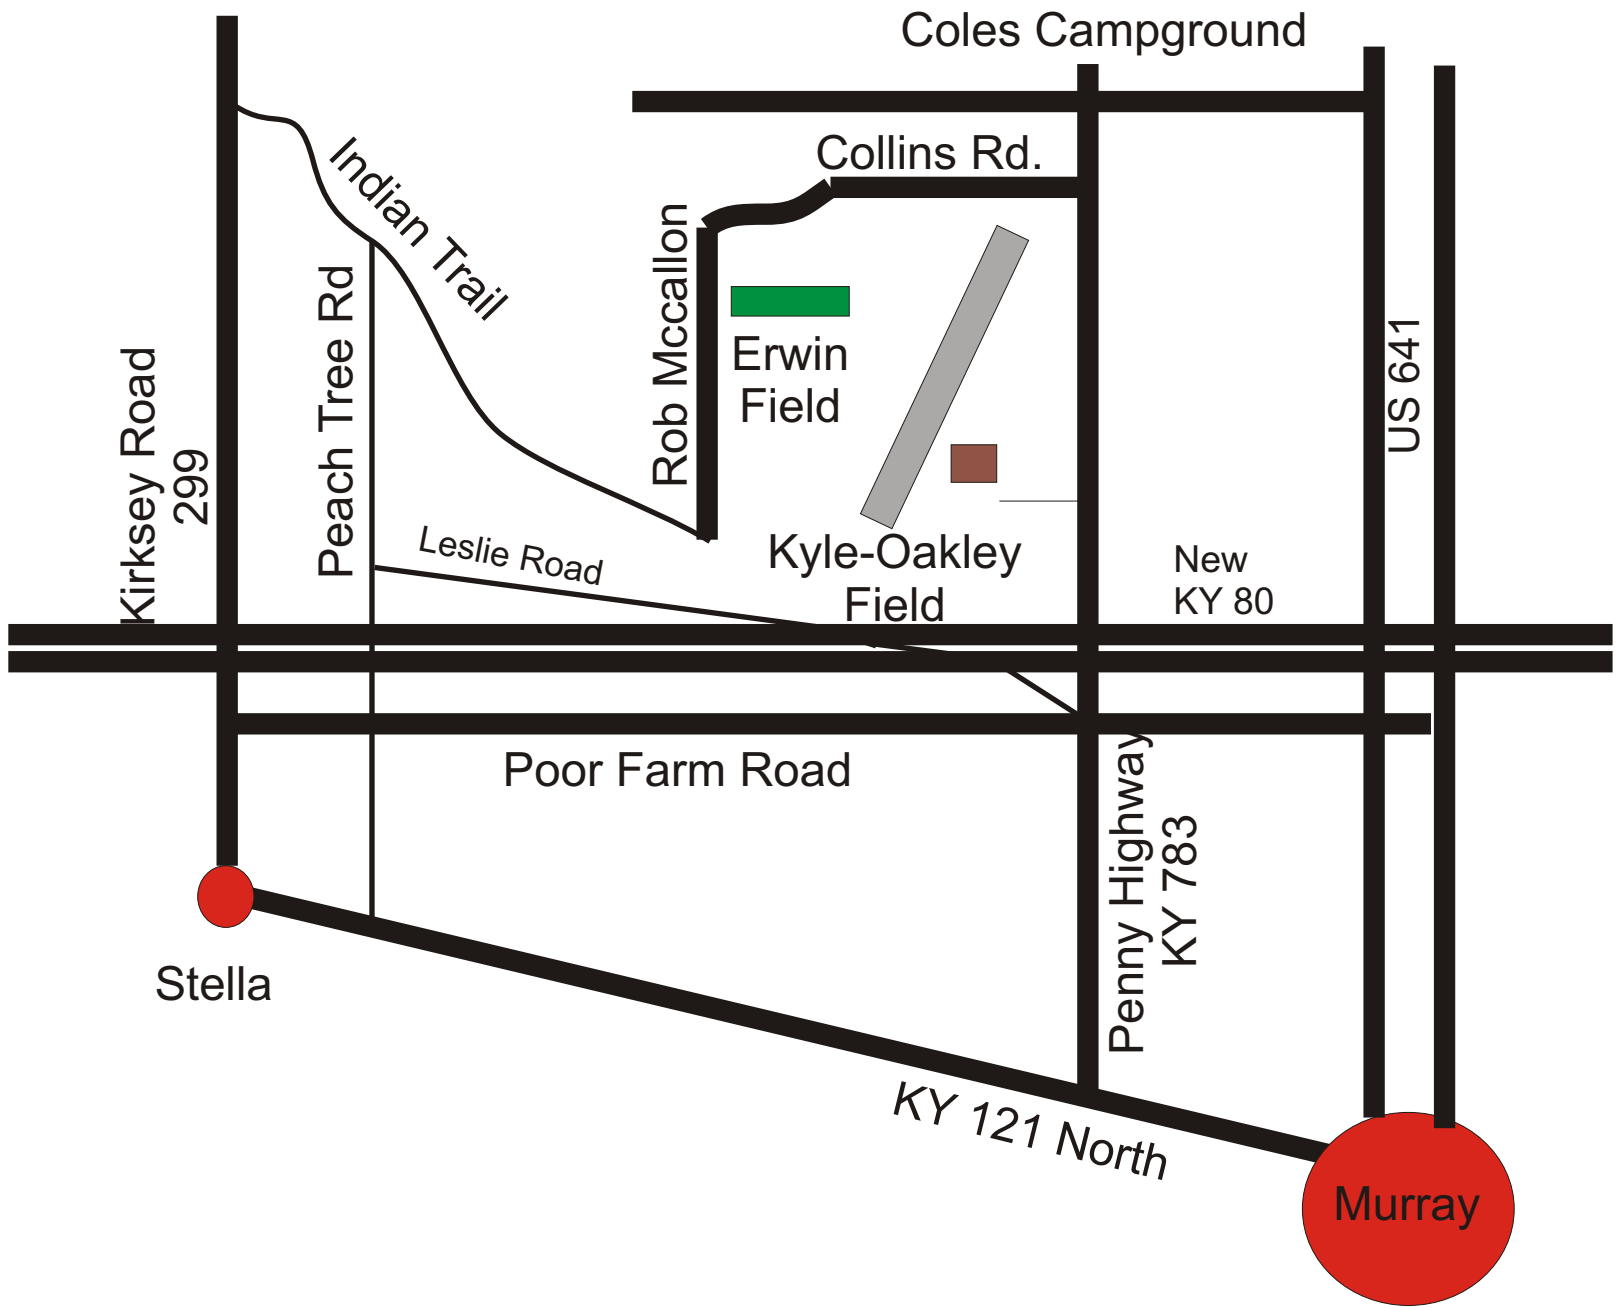 Coles Campground
Collins Rd.
Indian Trail
Rob Mccallon
Peach Tree Rd
Erwin
Field
US 641
Kirksey Road
299
Leslie Road
Kyle-Oakley
Field
New
KY 80
Poor Farm Road
Penny Highway
KY 783
Stella
KY 121 North
Murray